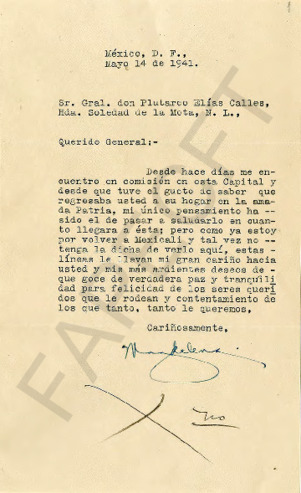 México, D. F.,
Mayo 14 de 1941.
Sr. Gral. don Plutarco Elías Calles,
Hda. Soledad de la Mota, N. L.,
Querido General;-
Desde hace días me en-
cuentro en comisión en esta Capital y
desde que tuve el gusto de saber que
regresaba usted a su hogar en la ama-
da Patria, mi único pensamiento ha --
sido el de pasar a saludarlo en cuan-
to llegara a ésta; pero como ya estoy
por volver a Mexicali y tal vez no --
tenga la dicha de verlo aquí, estas -
líneas le llevan mi gran cariño hacia
usted y mis más ardientes deseos de -
que goce de verdadera paz y tranquili
dad para felicidad de los seres queri
dos que le rodean y contentamiento de
los que tanto, tanto le queremos.
Cariñosamente,
Magdalena
no
FAPECFT